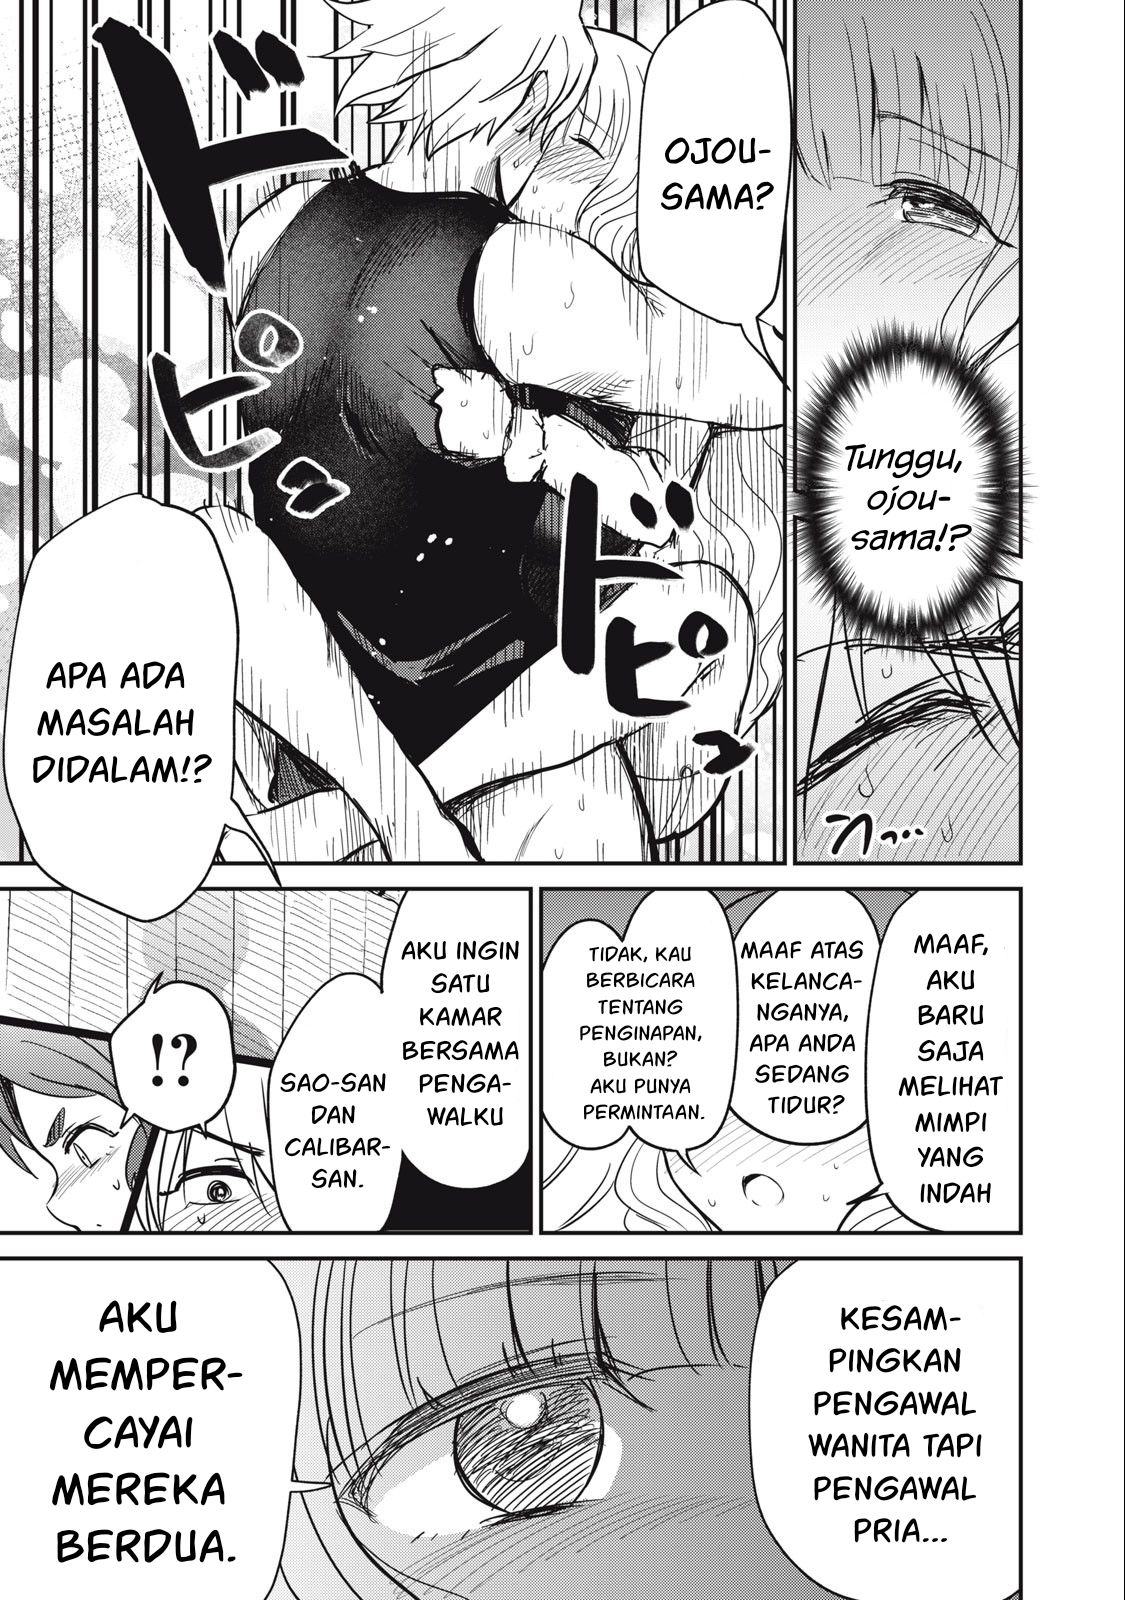 Tunggu,
ojou-
sama!?
へっ…
OJOU-
SAMA?
ドピピッ
ドピュッ
APA ADA
MASALAH
DIDALAM!?
MAAF,
AKU
BARU
SAJA
MELIHAT
MIMPI
YANG
INDAH
MAAF ATAS
KELANCA-
NGANYA,
APA ANDA
SEDANG
TIDUR?
TIDAK, KAU
BERBICARA
TENTANG
PENGINAPAN,
BUKAN?
AKU PUNYA
PERMINTAAN.
AKU INGIN
SATU
KAMAR
BERSAMA
PENGA-
WALKU
SAO-SAN
DAN
CALIBAR-
SAN.
!?
KESAM-
PINGKAN
PENGAWAL
WANITA TAPI
PENGAWAL
PRIA...
AKU
MEMPER-
CAYAI
MEREKA
BERDUA.